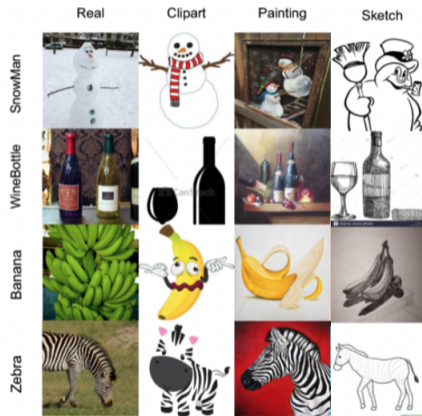 Real Clipart Painting Sketch
SnowMan
WineBottle
Banana
Zebra